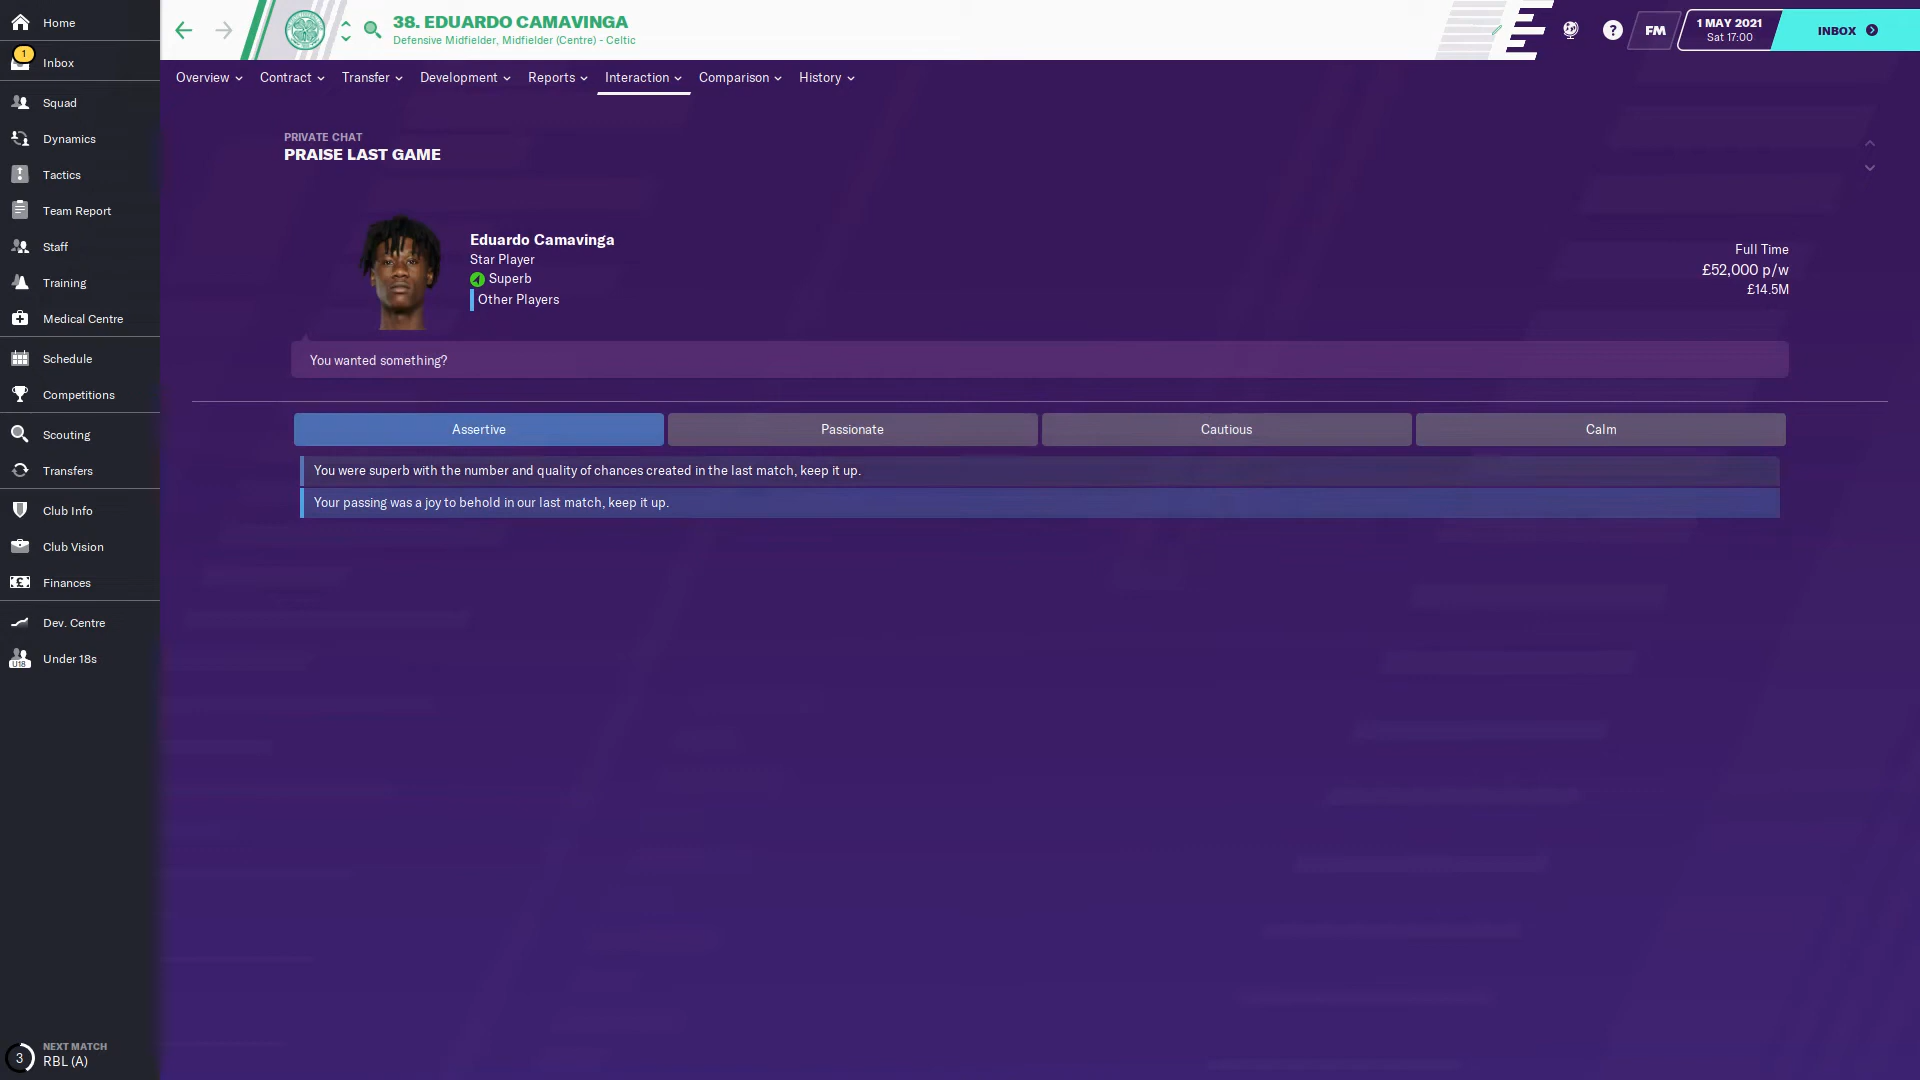 Home
1
Inbox
Squad
Dynamics
Tactics
Team Report
Staff
Training
Medical Centre
Schedule
Competitions
Scouting
Transfers
Club Info
Club Vision
Finances
Dev. Centre
U18
Under 18s
3
NEXT MATCH
RBL (A)
38. EDUARDO CAMAVINGA
Defensive Midfielder, Midfielder (Centre) - Celtic
?
FM
1 MAY 2021
Sat 17:00
INBOX
Overview
Contract
Transfer
Development
Reports
Interaction
Comparison
History
PRIVATE CHAT
PRAISE LAST GAME
Eduardo Camavinga
Star Player
Superb
Other Players
Full Time
£52,000 p/w
£14.5M
You wanted something?
Assertive
Passionate
Cautious
Calm
You were superb with the number and quality of chances created in the last match, keep it up.
Your passing was a joy to behold in our last match, keep it up.